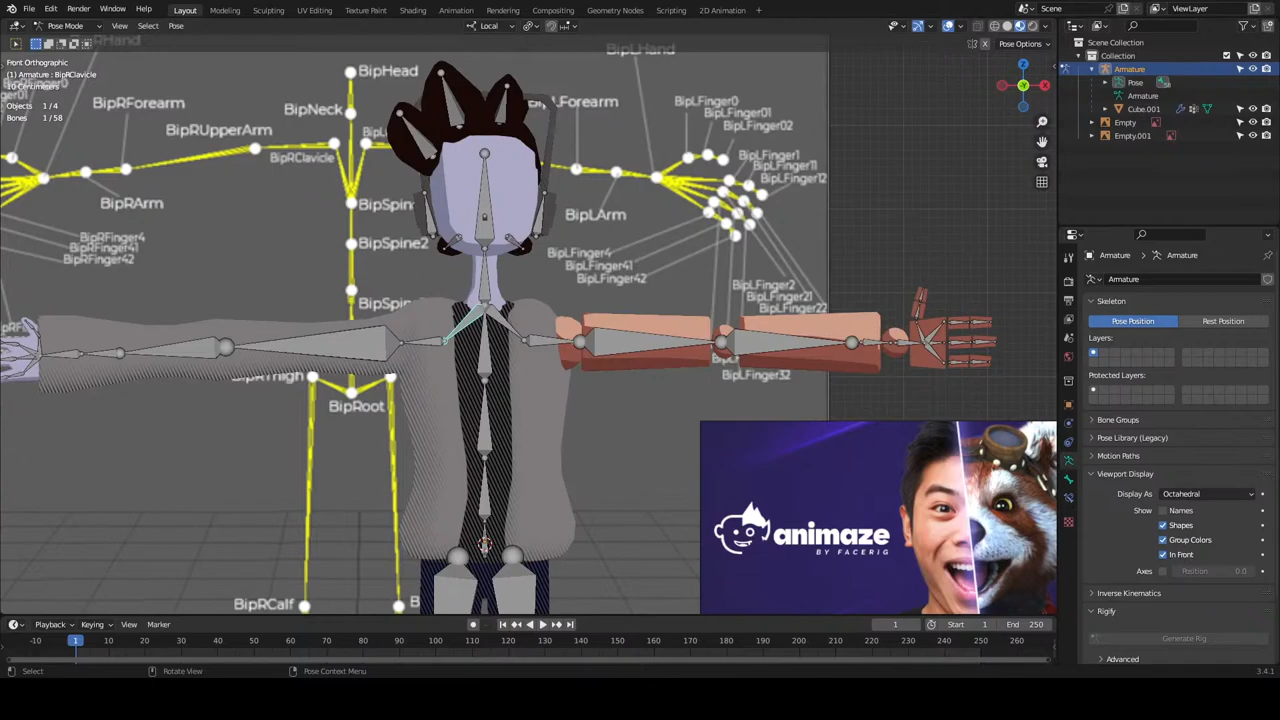 File Edit Render Window Help Layout Modeling Sculpting UV Editing Texture Paint Shading Animation Rendering Compositing Geometry Nodes Scripting 2D Animation + Scene ViewLayer
Pose Mode View Select Pose Local
Pose Options
Front Orthographic
(1) Armature : BipRClavicle
10 Centimeters
Objects 1/4
Bones 1/58
BipHead
BipNeck
BipRForearm
BipRUpperArm
BipRClavicle
BipRArm
BipRFinger4
BipRFinger41
BipRFinger42
BipSpine2
BipLHand
BipLForearm
BipLArm
BipLFinger0
BipLFinger01
BipLFinger02
BipLFinger1
BipLFinger11
BipLFinger12
BipLFinger4
BipLFinger41
BipLFinger42
BipLFinger2
BipLFinger21
BipLFinger22
BipLFinger32
BipRThigh
BipRoot
BipRCalf
X
Y
Z
animaze
BY FACERIG
Scene Collection
Collection
Armature
Pose
Armature
Cube.001
Empty
Empty.001
Armature Armature
Armature
Skeleton
Pose Position Rest Position
Layers:
Protected Layers:
Bone Groups
Pose Library (Legacy)
Motion Paths
Viewport Display
Display As Octahedral
Show Names
Shapes
Group Colors
In Front
Axes Position 0.0
Inverse Kinematics
Rigify
Generate Rig
Advanced
Playback Keying View Marker 1 Start 1 End 250
-10 1 10 20 30 40 50 60 70 80 90 100 110 120 130 140 150 160 170 180 190 200 210 220 230 240 250 260
Select Rotate View Pose Context Menu 3.4.1